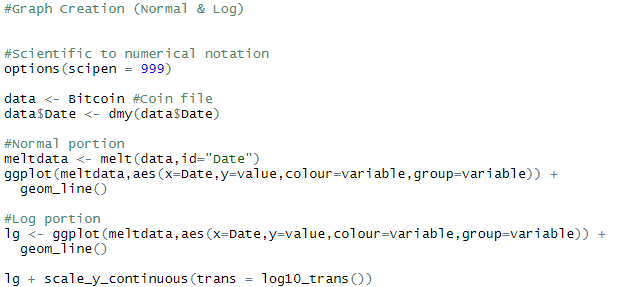 #Graph Creation (Normal & Log)
#Scientific to numerical notation
options(scipen = 999)
data <- Bitcoin #Coin file
data$Date <- dmy(data$Date)
#Normal portion
meltdata <- melt(data,id="Date")
ggplot(meltdata,aes(x=Date,y=value,colour=variable,group=variable)) +
  geom_line()
#Log portion
lg <- ggplot(meltdata,aes(x=Date,y=value,colour=variable,group=variable)) +
  geom_line()
lg + scale_y_continuous(trans = log10_trans())